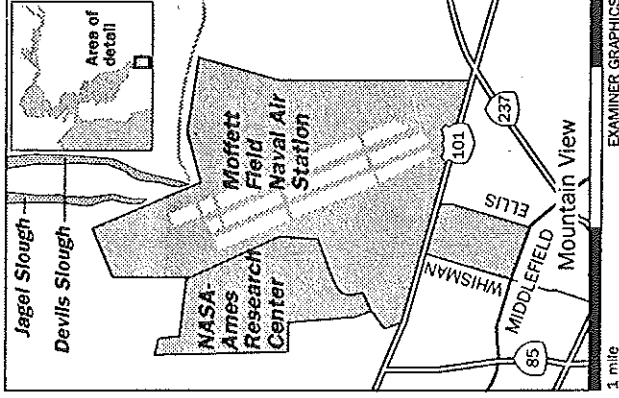 Area of
detail
Jagel Slough
Devils Slough
Moffett
Field
Naval Air
Station
NASA-
Ames
Research
Center
101
237
ELLIS
WHISMAN
MIDDLEFIELD
Mountain View
85
1 mile
EXAMINER GRAPHICS